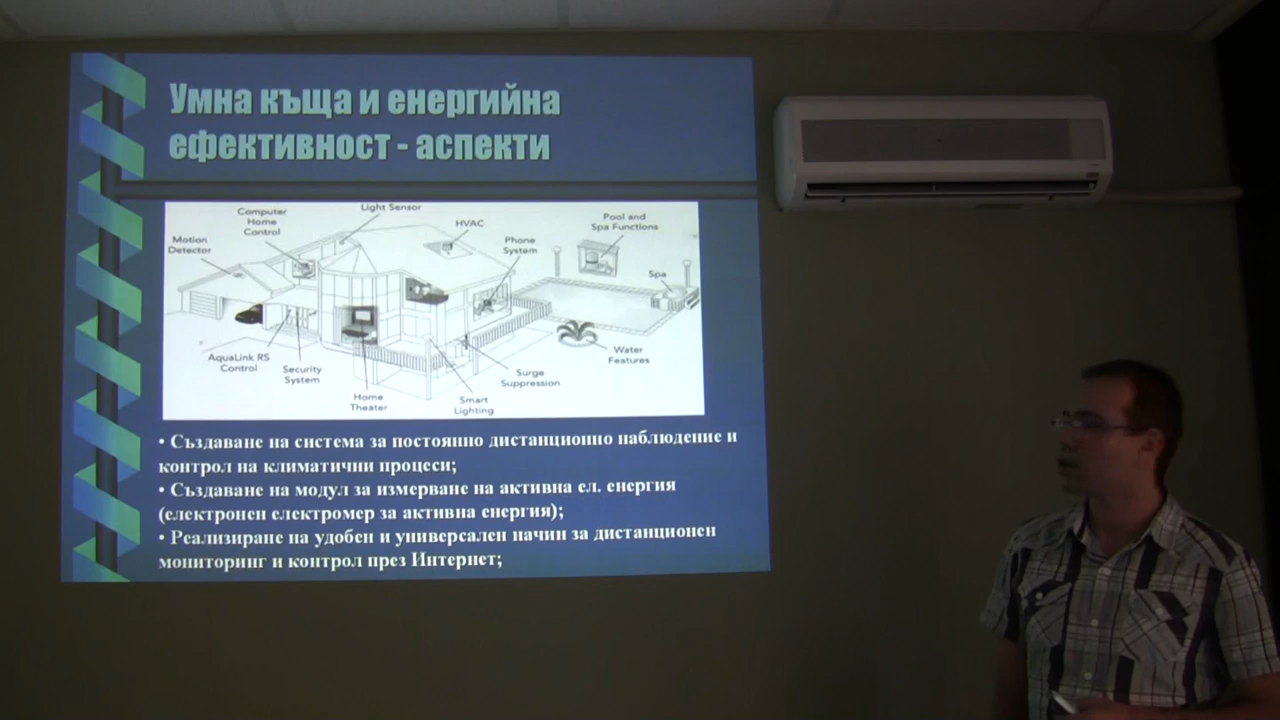 Умна къща и енергийна
ефективност - аспекти
Light Sensor
Computer
Home
Control
HVAC
Pool and
Spa Functions
Motion
Detector
Phone
System
Spa
AquaLink RS
Control
Security
System
Water
Features
Surge
Suppression
Home
Theater
Smart
Lighting
• Създаване на система за постоянно дистанционно наблюдение и
контрол на климатични процеси;
• Създаване на модул за измерване на активна ел. енергия
(електронен електромер за активна енергия);
• Реализиране на удобен и универсален начин за дистанционен
мониторинг и контрол през Интернет;